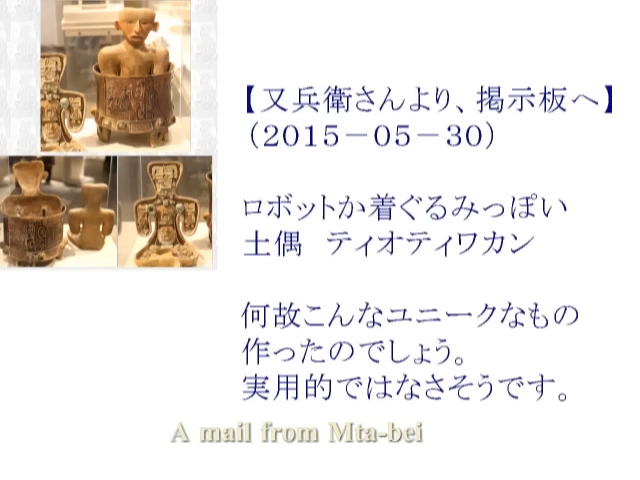 【又兵衛さんより、掲示板へ】
（2015－05－30）
ロボットか着ぐるみっぽい
土偶　ティオティワカン
何故こんなユニークなもの
作ったのでしょう。
実用的ではなさそうです。
A mail from Mta-bei